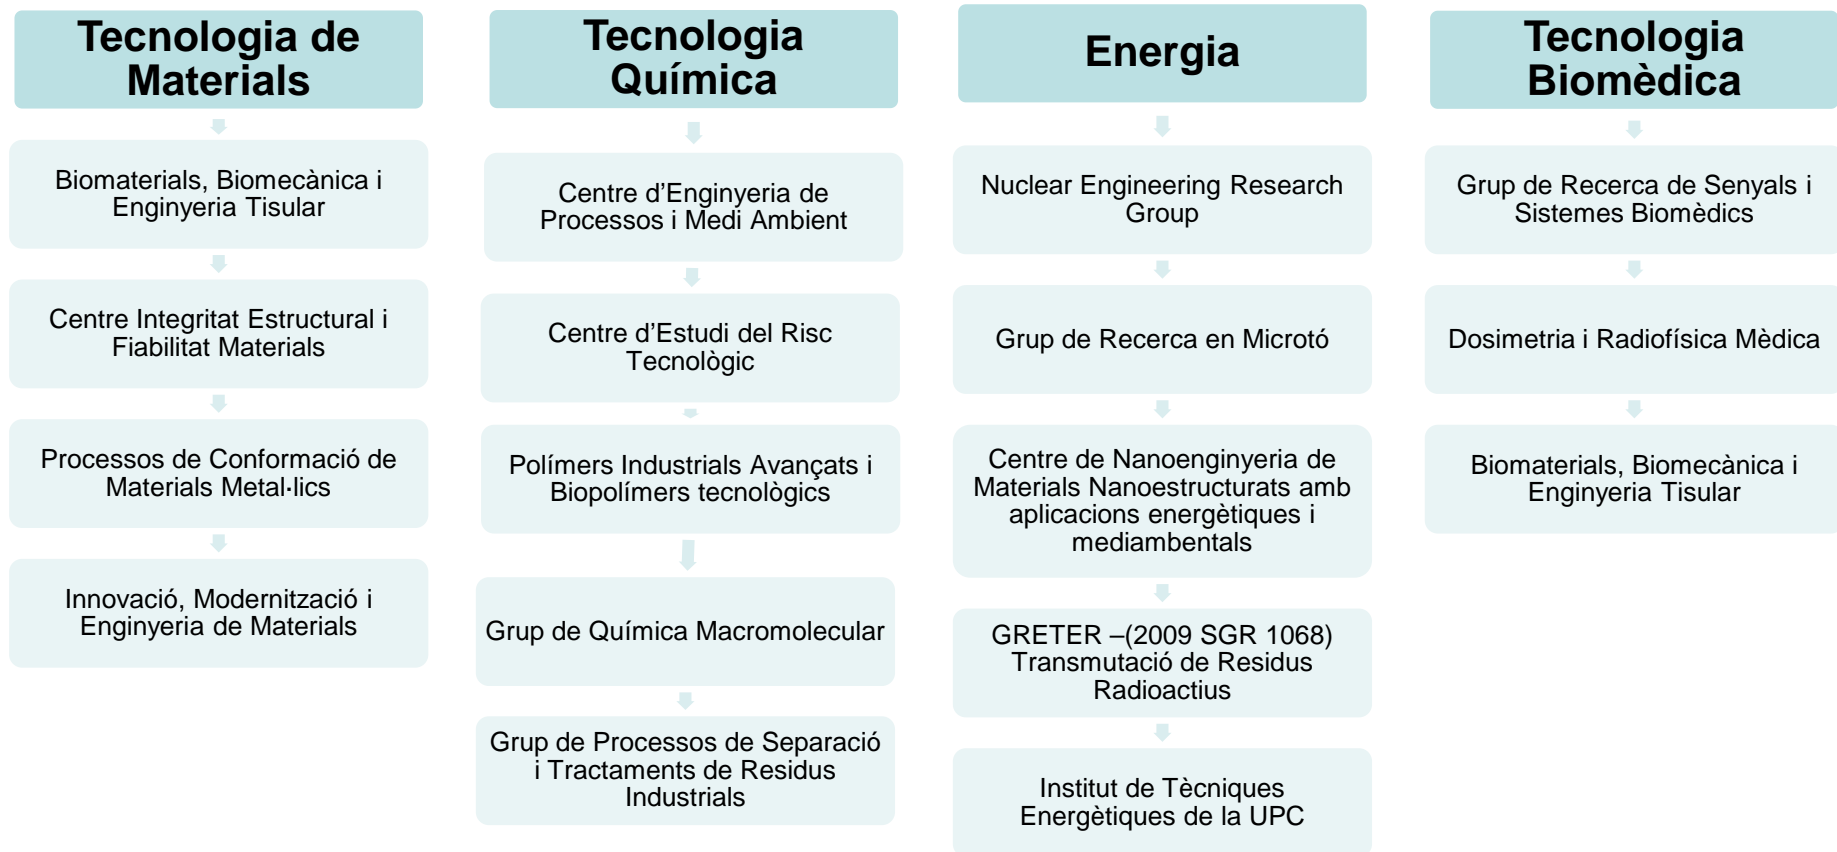 Tecnologia de
Materials
Biomaterials, Biomecànica i
Enginyeria Tisular
Centre Integritat Estructural i
Fiabilitat Materials
Processos de Conformació de
Materials Metal·lics
Innovació, Modernització i
Enginyeria de Materials
Tecnologia
Química
Centre d’Enginyeria de
Processos i Medi Ambient
Centre d’Estudi del Risc
Tecnològic
Polímers Industrials Avançats i
Biopolímers tecnològics
Grup de Química Macromolecular
Grup de Processos de Separació
i Tractaments de Residus
Industrials
Energia
Nuclear Engineering Research
Group
Grup de Recerca en Microtó
Centre de Nanoenginyeria de
Materials Nanoestructurats amb
aplicacions energètiques i
mediambentals
GRETER –(2009 SGR 1068)
Transmutació de Residus
Radioactius
Institut de Tècniques
Energètiques de la UPC
Tecnologia
Biomèdica
Grup de Recerca de Senyals i
Sistemes Biomèdics
Dosimetria i Radiofísica Mèdica
Biomaterials, Biomecànica i
Enginyeria Tisular